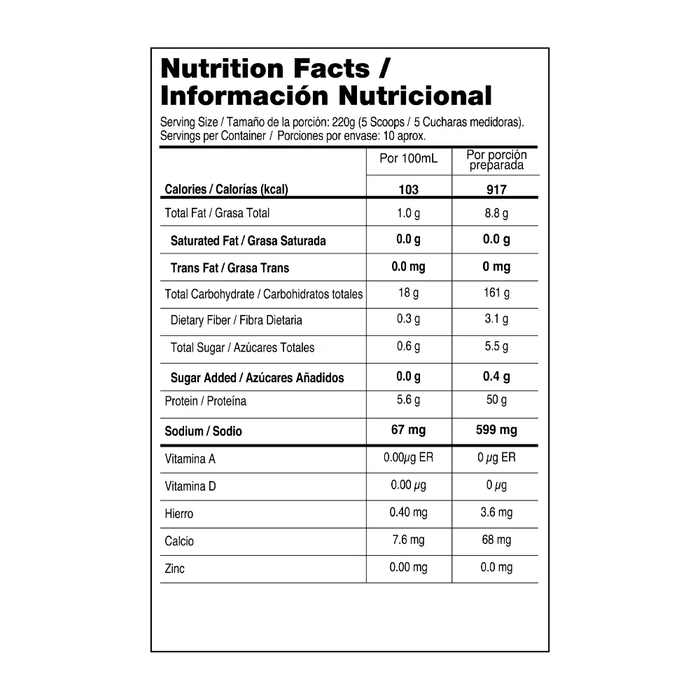 Nutrition Facts /
Información Nutricional
Serving Size / Tamaño de la porción: 220g (5 Scoops / 5 Cucharas medidoras).
Servings per Container / Porciones por envase: 10 aprox.
Por 100mL Por porción
preparada
Calories / Calorías (kcal) 103 917
Total Fat / Grasa Total 1.0 g 8.8 g
Saturated Fat / Grasa Saturada 0.0 g 0.0 g
Trans Fat / Grasa Trans 0.0 mg 0 mg
Total Carbohydrate / Carbohidratos totales 18 g 161 g
Dietary Fiber / Fibra Dietaria 0.3 g 3.1 g
Total Sugar / Azúcares Totales 0.6 g 5.5 g
Sugar Added / Azúcares Añadidos 0.0 g 0.4 g
Protein / Proteína 5.6 g 50 g
Sodium / Sodio 67 mg 599 mg
Vitamina A 0.00µg ER 0 µg ER
Vitamina D 0.00 µg 0 µg
Hierro 0.40 mg 3.6 mg
Calcio 7.6 mg 68 mg
Zinc 0.00 mg 0.0 mg